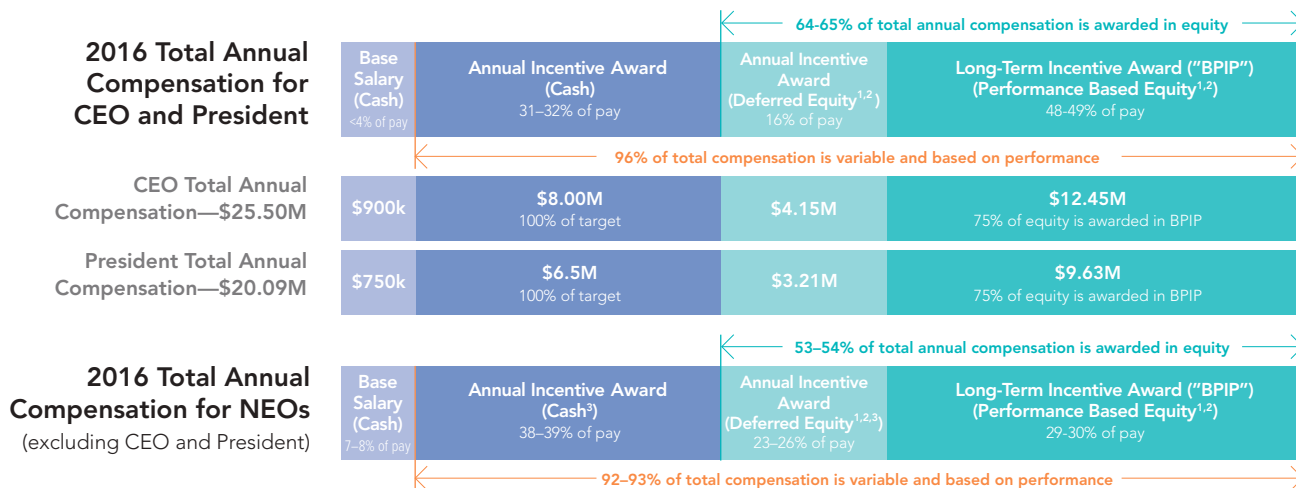 64-65% of total annual compensation is awarded in equity
2016 Total Annual
Compensation for
CEO and President
Base
Salary
(Cash)
<4% of pay
Annual Incentive Award
(Cash)
31–32% of pay
Annual Incentive
Award
(Deferred Equity1,2 )
16% of pay
Long-Term Incentive Award ("BPIP")
(Performance Based Equity1,2)
48-49% of pay
96% of total compensation is variable and based on performance
CEO Total Annual
Compensation—$25.50M
$900k
$8.00M
100% of target
$4.15M
$12.45M
75% of equity is awarded in BPIP
President Total Annual
Compensation—$20.09M
$750k
$6.5M
100% of target
$3.21M
$9.63M
75% of equity is awarded in BPIP
53–54% of total annual compensation is awarded in equity
2016 Total Annual
Compensation for NEOs
(excluding CEO and President)
Base
Salary
(Cash)
7–8% of pay
Annual Incentive Award
(Cash3)
38–39% of pay
Annual Incentive
Award
(Deferred Equity1,2,3)
23–26% of pay
Long-Term Incentive Award ("BPIP")
(Performance Based Equity1,2)
29-30% of pay
92–93% of total compensation is variable and based on performance